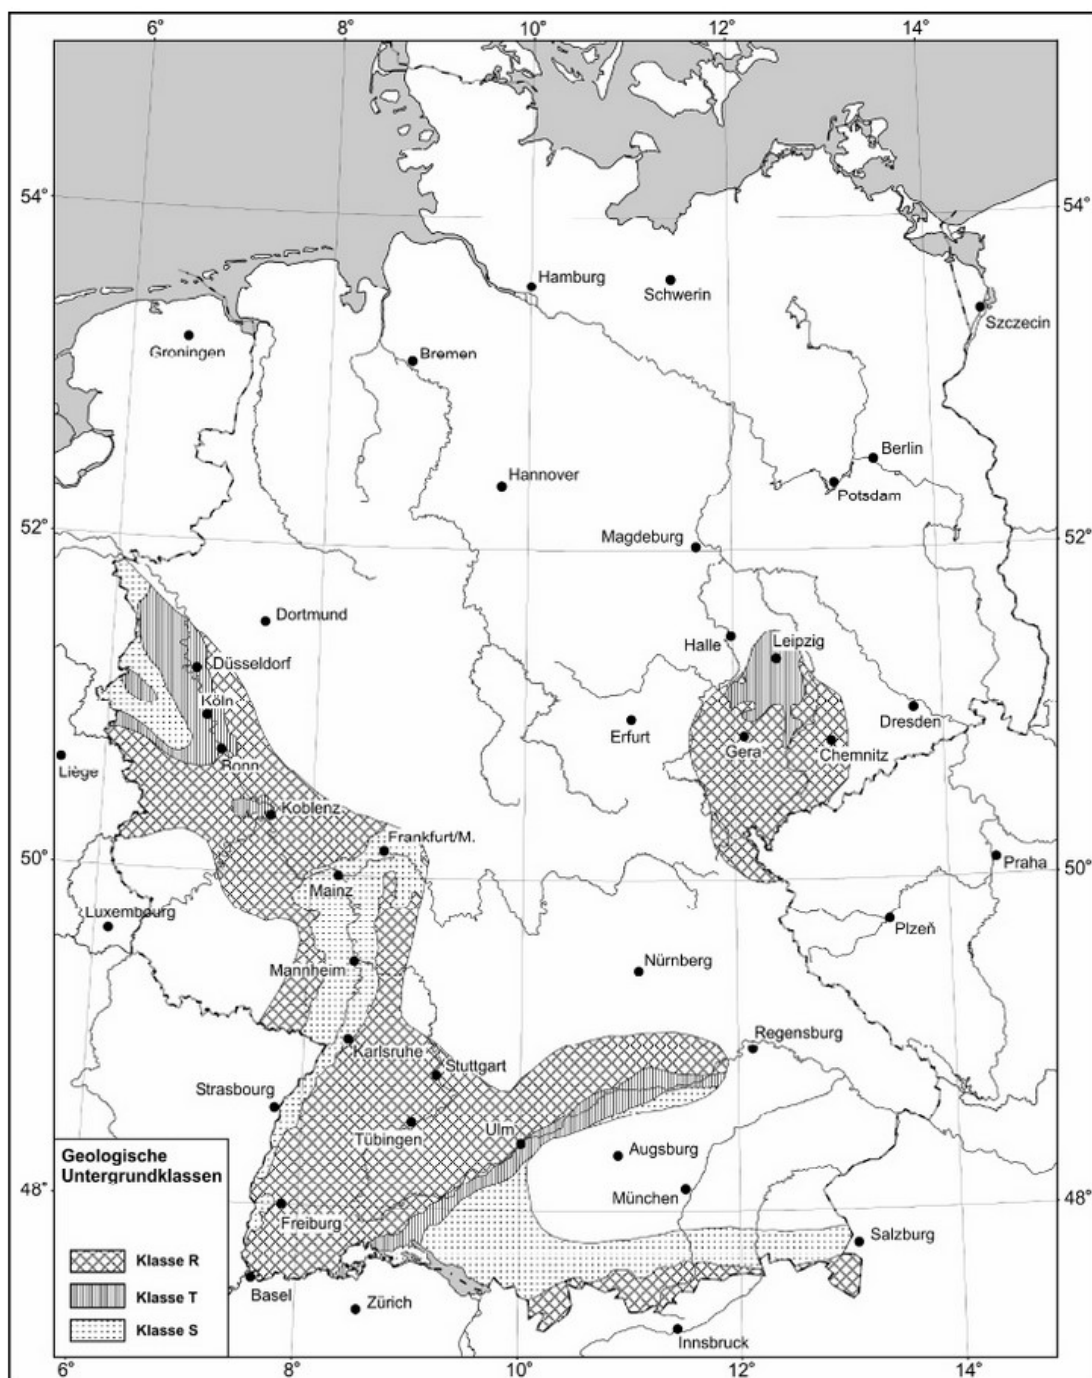 6°
8°
10°
12°
14°
54°
54°
Hamburg
Schwerin
Szczecin
Groningen
Bremen
Berlin
Hannover
Potsdam
52°
Magdeburg
52°
Dortmund
Halle
Leipzig
Düsseldorf
Köln
Dresden
Erfurt
Gera
Chemnitz
Bonn
Liège
Koblenz
Frankfurt/M.
50°
Praha
50°
Mainz
Luxembourg
Plzeň
Mannheim
Nürnberg
Regensburg
Karlsruhe
Stuttgart
Strasbourg
Tübingen
Ulm
Augsburg
Geologische
Untergrundklassen
48°
München
48°
Freiburg
Salzburg
Klasse R
Basel
Klasse T
Zürich
Klasse S
Innsbruck
6°
8°
10°
12°
14°